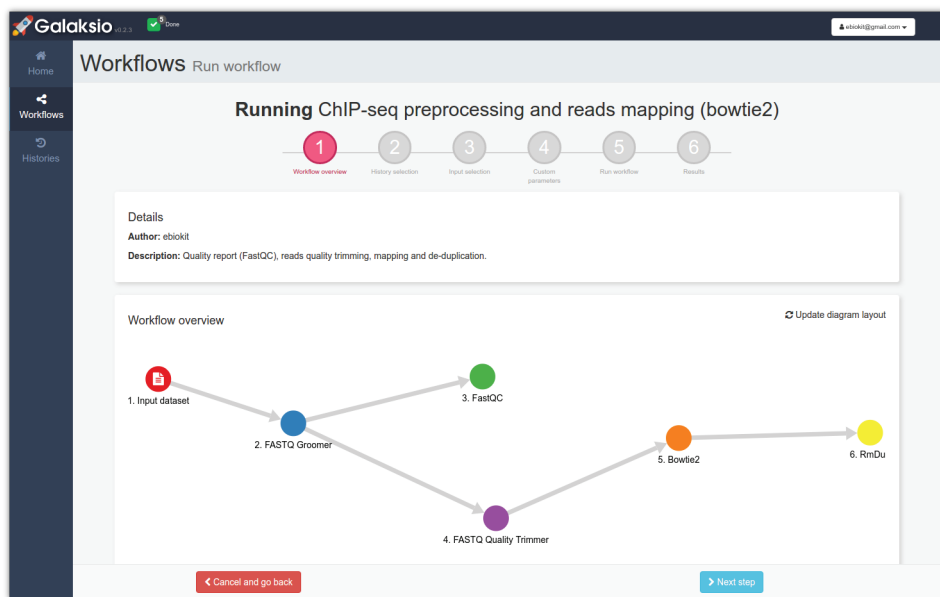 Galaksio v0.2.3
5
Done
ebiokit@gmail.com
Home
Workflows
Histories
Workflows Run workflow
Running ChIP-seq preprocessing and reads mapping (bowtie2)
1 2 3 4 5 6
Workflow overview History selection Input selection Custom parameters Run workflow Results
Details
Author: ebiokit
Description: Quality report (FastQC), reads quality trimming, mapping and de-duplication.
Workflow overview
Update diagram layout
1. Input dataset
2. FASTQ Groomer
3. FastQC
4. FASTQ Quality Trimmer
5. Bowtie2
6. RmDu
Cancel and go back
Next step